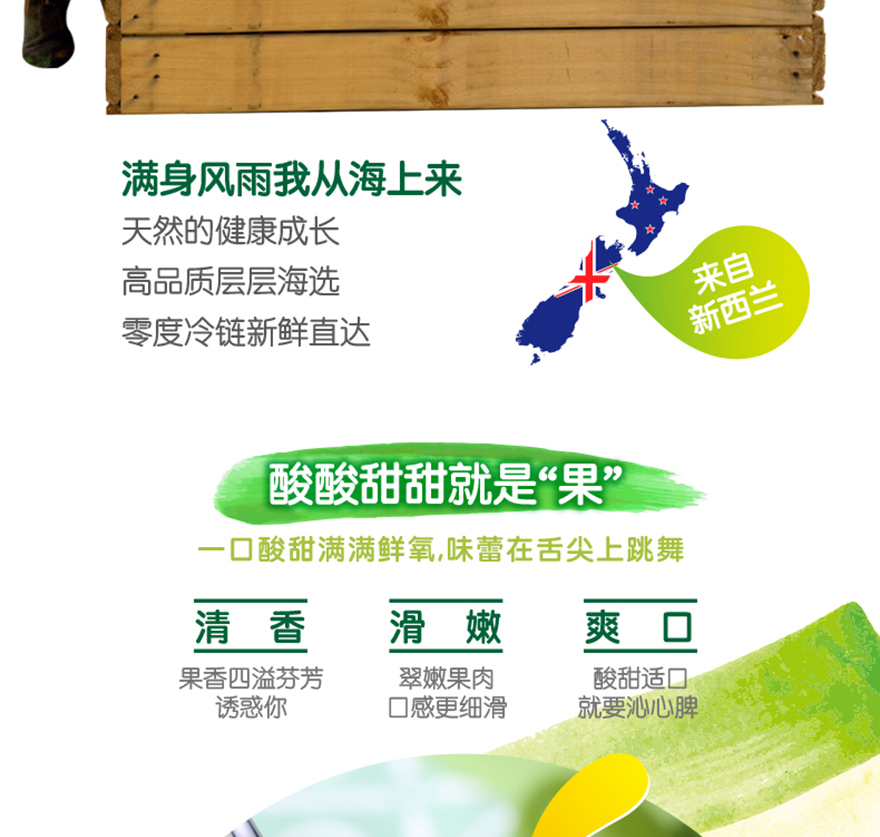 满身风雨我从海上来
天然的健康成长
高品质层层海选
零度冷链新鲜直达
来自
新西兰
酸酸甜甜就是“果”
一口酸甜满满鲜氧,味蕾在舌尖上跳舞
清 香
果香四溢芬芳
诱惑你
滑 嫩
翠嫩果肉
口感更细滑
爽 口
酸甜适口
就要沁心脾